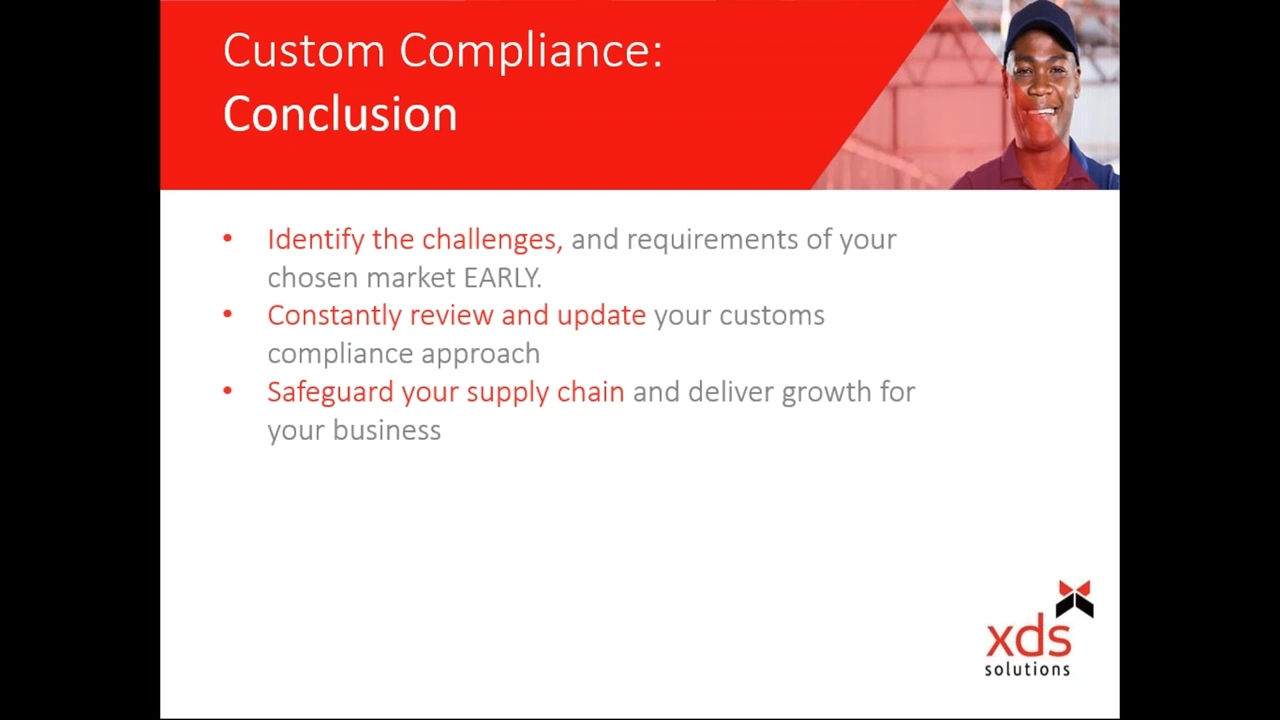 Custom Compliance:
Conclusion
• Identify the challenges, and requirements of your
chosen market EARLY.
• Constantly review and update your customs
compliance approach
• Safeguard your supply chain and deliver growth for
your business
xds
solutions